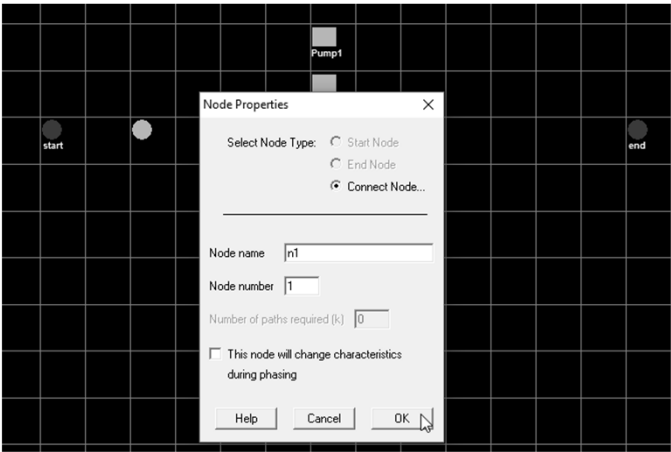 Pump1
start
end
Node Properties
Select Node Type:
Start Node
End Node
Connect Node...
Node name n1
Node number 1
Number of paths required (k) 0
This node will change characteristics
during phasing
Help Cancel OK